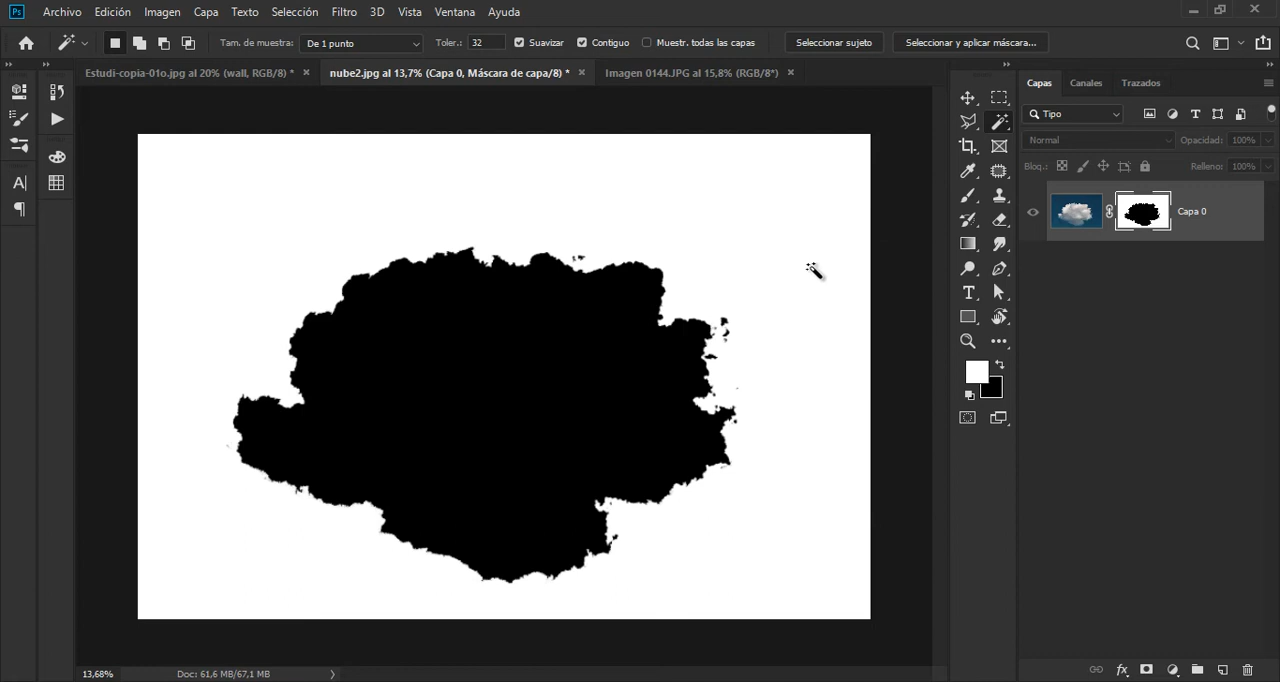 Ps Archivo Edición Imagen Capa Texto Selección Filtro 3D Vista Ventana Ayuda
Tam. de muestra: De 1 punto Toler.: 32 Suavizar Contiguo Muestr. todas las capas Seleccionar sujeto Seleccionar y aplicar máscara...
Estudi-copia-01o.jpg al 20% (wall, RGB/8) * × nube2.jpg al 13,7% (Capa 0, Máscara de capa/8) * × Imagen 0144.JPG al 15,8% (RGB/8*) ×
Capas Canales Trazados
Tipo
Normal Opacidad: 100%
Bloq.: Relleno: 100%
Capa 0
13,68% Doc: 61,6 MB/67,1 MB